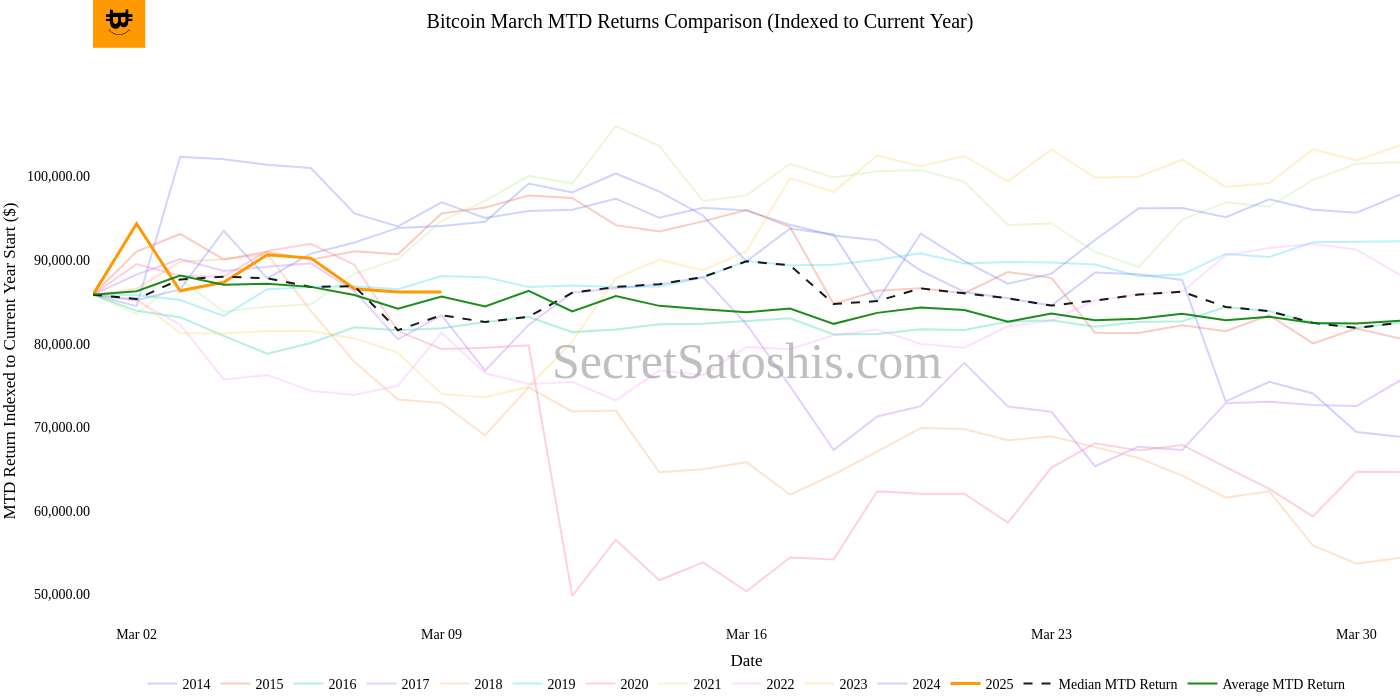 Bitcoin March MTD Returns Comparison (Indexed to Current Year)
MTD Return Indexed to Current Year Start ($)
100,000.00
90,000.00
80,000.00
70,000.00
60,000.00
50,000.00
SecretSatoshis.com
Mar 02 Mar 09 Mar 16 Mar 23 Mar 30
Date
2014 2015 2016 2017 2018 2019 2020 2021 2022 2023 2024 2025 Median MTD Return Average MTD Return